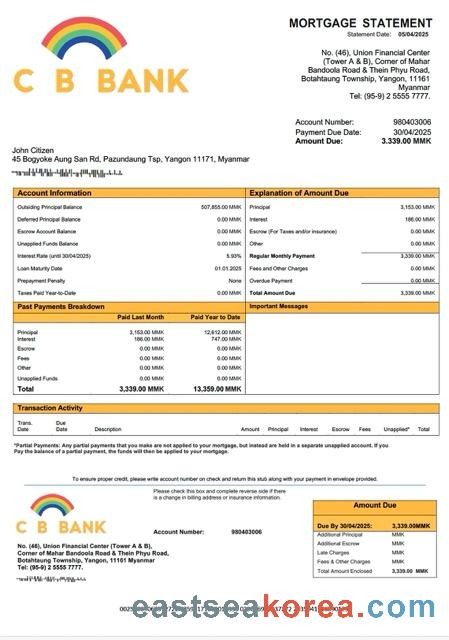 C B BANK
MORTGAGE STATEMENT
Statement Date: 05/04/2025
No. (46), Union Financial Center
(Tower A & B), Corner of Mahar
Bandoola Road & Thein Phyu Road,
Botahtaung Township, Yangon, 11161
Myanmar
Tel: (95-9) 2 5555 7777.
Account Number: 980403006
Payment Due Date: 30/04/2025
Amount Due: 3.339.00 MMK
John Citizen
45 Bogyoke Aung San Rd, Pazundaung Tsp, Yangon 11171, Myanmar
Account Information
Outsiding Principal Balance 507,855.00 MMK
Deferred Principal Balance 0.00 MMK
Escrow Account Balance 0.00 MMK
Unapplied Funds Balance 0.00 MMK
Interest Rate (until 30/04/2025) 5.93%
Loan Maturity Date 01.01.2025
Prepayment Penalty None
Taxes Paid Year-to-Date 0.00 MMK
Explanation of Amount Due
Principal 3,153.00 MMK
Interest 186.00 MMK
Escrow (For Taxes and/or insurance) 0.00 MMK
Other 0.00 MMK
Regular Monthly Payment 3,339.00 MMK
Fees and Other Charges 0.00 MMK
Overdue Payment 0.00 MMK
Total Amount Due 3,339.00 MMK
Past Payments Breakdown
Paid Last Month Paid Year to Date
Principal 3,153.00 MMK 12,612.00 MMK
Interest 186.00 MMK 747.00 MMK
Escrow 0.00 MMK 0.00 MMK
Fees 0.00 MMK 0.00 MMK
Other 0.00 MMK 0.00 MMK
Unapplied Funds 0.00 MMK 0.00 MMK
Total 3,339.00 MMK 13,359.00 MMK
Important Messages
Transaction Activity
Trans. Date Due Date Description Amount Principal Interest Escrow Fees Unapplied* Total
*Partial Payments: Any partial payments that you make are not applied to your mortgage, but instead are held in a separate unapplied account. If you
Pay the balance of a partial payment, the funds will then be applied to your mortgage.
To ensure proper credit, please write account number on check and return this stub along with your payment in envelope provided.
Please check this box and complete reverse side if there
is a change in billing address or insurance information.
C B BANK
Account Number: 980403006
No. (46), Union Financial Center (Tower A & B),
Corner of Mahar Bandoola Road & Thein Phyu Road,
Botahtaung Township, Yangon, 11161 Myanmar
Tel: (95-9) 2 5555 7777.
Amount Due
Due By 30/04/2025: 3,339.00MMK
Additional Principal MMK
Additional Escrow MMK
Late Charges MMK
Fees & Other Charges MMK
Total Amount Enclosed 3,339.00 MMK
eastseakorea.com